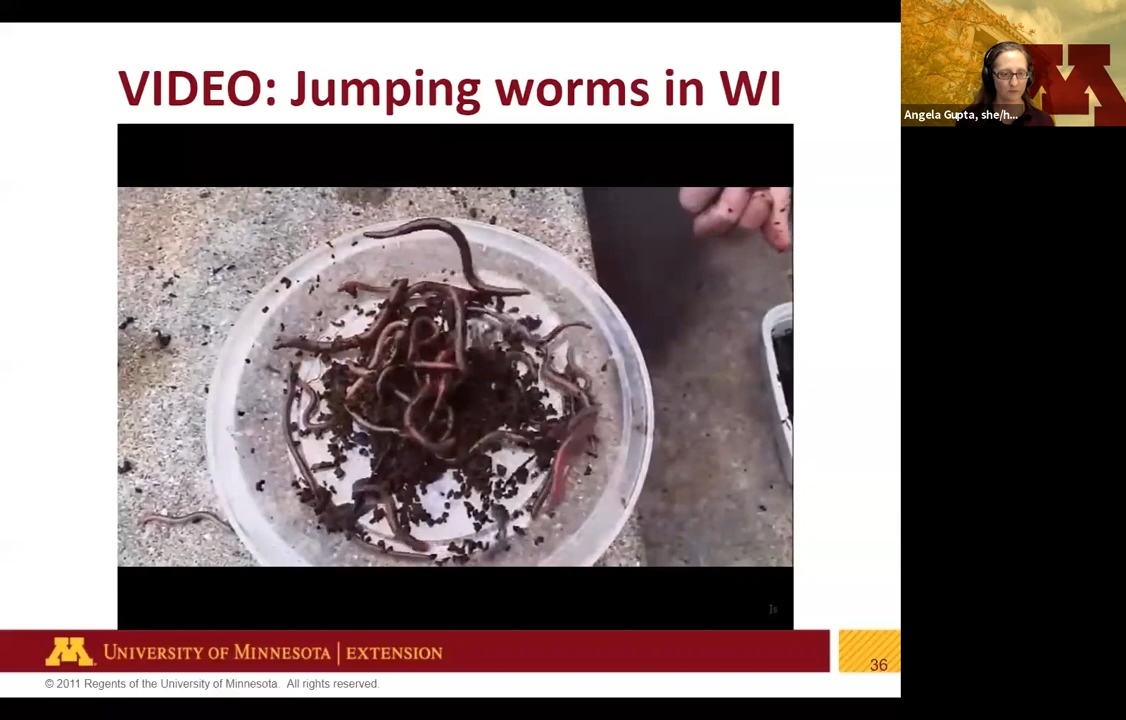 VIDEO: Jumping worms in WI
Angela Gupta, she/h...
Js
UNIVERSITY OF MINNESOTA | EXTENSION
36
© 2011 Regents of the University of Minnesota. All rights reserved.